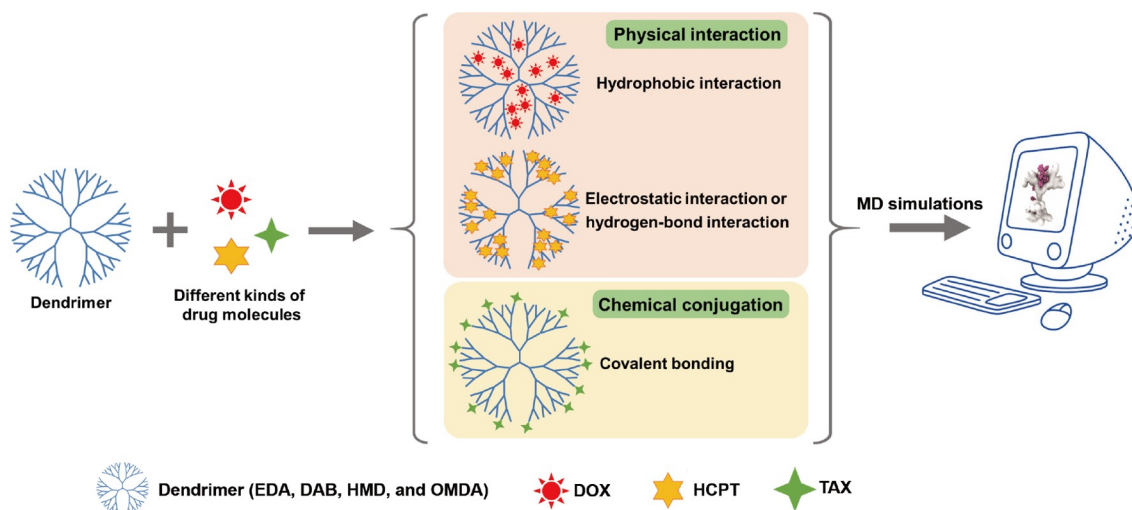 Physical interaction
Hydrophobic interaction
Electrostatic interaction or
hydrogen-bond interaction
MD simulations
Dendrimer
Different kinds of
drug molecules
Chemical conjugation
Covalent bonding
Dendrimer (EDA, DAB, HMD, and OMDA)
DOX
HCPT
TAX